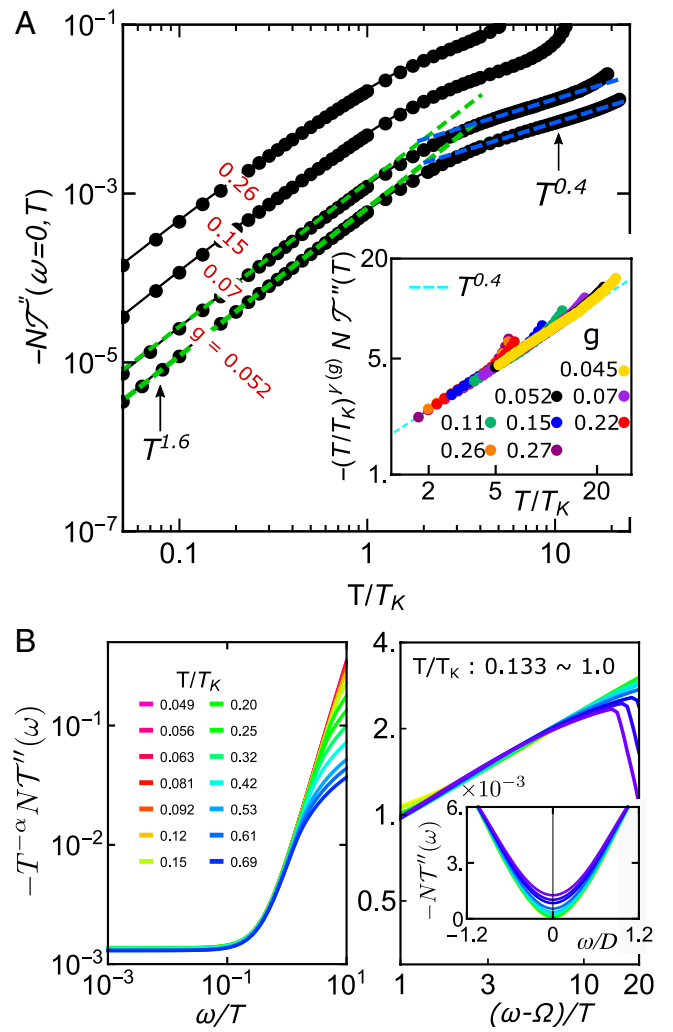 A
10⁻¹
10⁻³
10⁻⁵
10⁻⁷
-N𝒯''(ω=0,T)
0.26
0.15
0.07
g = 0.052
T^1.6
T^0.4
0.1
1
10
T/T_K
20
5.
1.
-(T/T_K)^γ(g) N 𝒯''(T)
T^0.4
g
0.045
0.052 0.07
0.11 0.15 0.22
0.26 0.27
2
5
20
T/T_K
B
10⁻¹
10⁻²
10⁻³
-T^-α N𝒯''(ω)
T/T_K
0.049 0.20
0.056 0.25
0.063 0.32
0.081 0.42
0.092 0.53
0.12 0.61
0.15 0.69
10⁻³ 10⁻¹ 10¹
ω/T
4.
2.
1.
0.5
T/T_K : 0.133 ~ 1.0
×10⁻³
6
3
0
-N𝒯''(ω)
-1.2 0 1.2
ω/D
1 3 10 20
(ω-Ω)/T